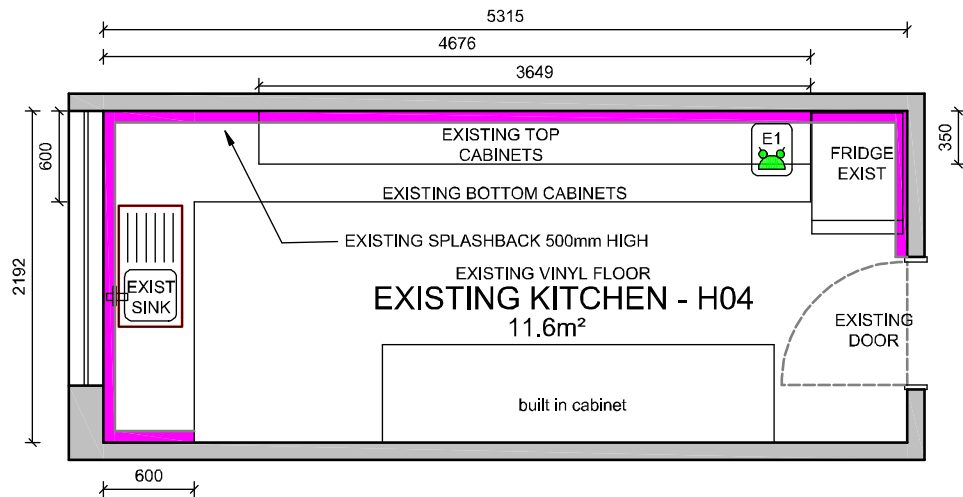 5315
4676
3649
600
350
EXISTING TOP
CABINETS
E1
FRIDGE
EXIST
EXISTING BOTTOM CABINETS
EXISTING SPLASHBACK 500mm HIGH
2192
EXIST
SINK
EXISTING VINYL FLOOR
EXISTING KITCHEN - H04
11.6m²
EXISTING
DOOR
built in cabinet
600